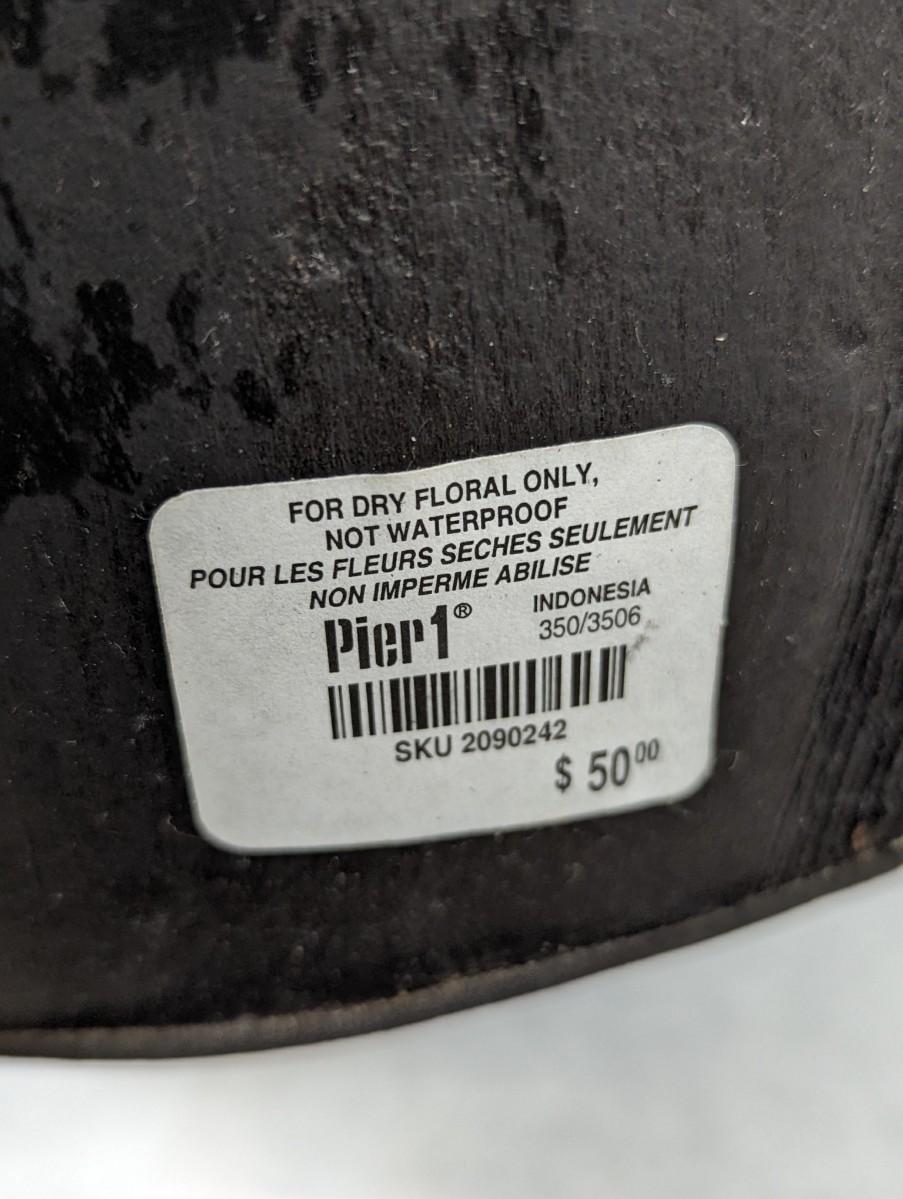 FOR DRY FLORAL ONLY,
NOT WATERPROOF
POUR LES FLEURS SECHES SEULEMENT
NON IMPERME ABILISE
Pier1® INDONESIA
350/3506
SKU 2090242
$ 50⁰⁰